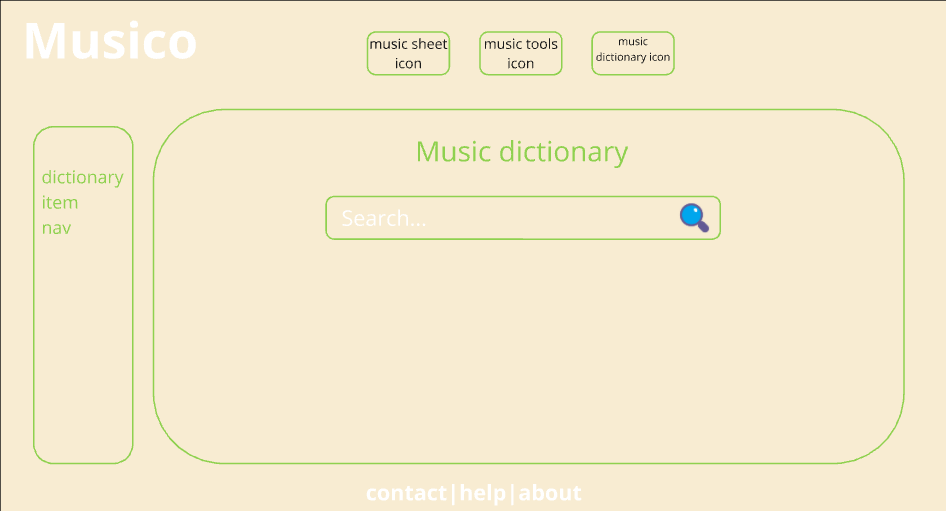 Musico
music sheet
icon
music tools
icon
music
dictionary icon
dictionary
item
nav
Music dictionary
Search...
contact|help|about